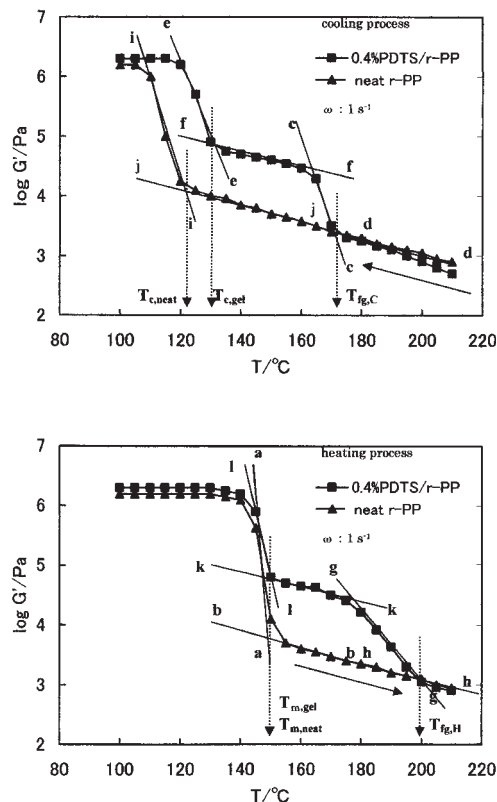 cooling process
0.4%PDTS/r-PP
neat r-PP
ω : 1 s⁻¹
log G'/Pa
7
6
5
4
3
2
i
e
f
c
f
e
j
i
j
d
d
c
T_c,neat
T_c,gel
T_fg,C
80 100 120 140 160 180 200 220
T/°C
heating process
0.4%PDTS/r-PP
neat r-PP
ω : 1 s⁻¹
log G'/Pa
7
6
5
4
3
2
a
l
k
g
k
b
l
a
b h
h
g
T_m,gel
T_m,neat
T_fg,H
80 100 120 140 160 180 200 220
T/°C